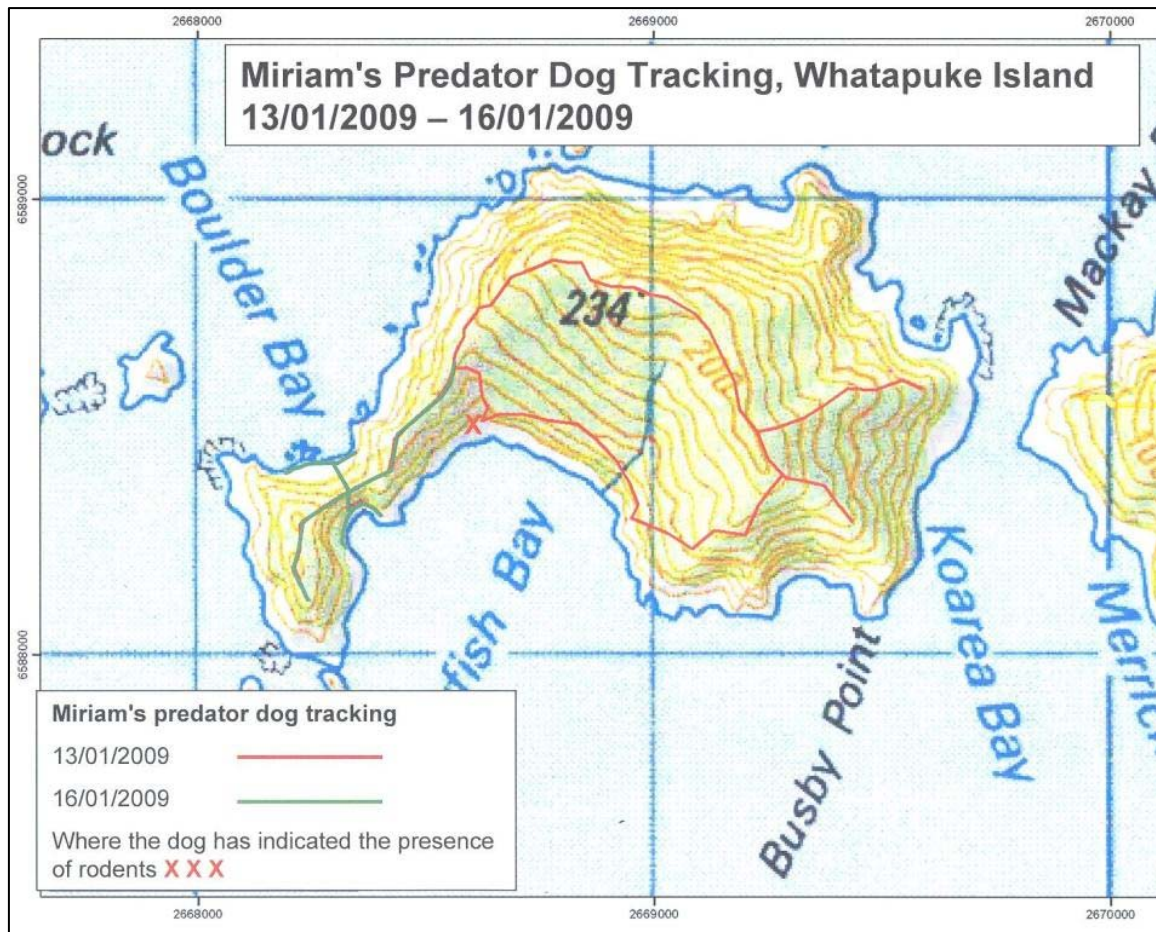 2668000
2669000
2670000
Miriam's Predator Dog Tracking, Whatapuke Island
13/01/2009 – 16/01/2009
ock
Boulder Bay
Mackay
6589000
234
200
X
fish Bay
Koarea Bay
Merrick
Busby Point
6588000
Miriam's predator dog tracking
13/01/2009
16/01/2009
Where the dog has indicated the presence
of rodents X X X
2668000
2669000
2670000